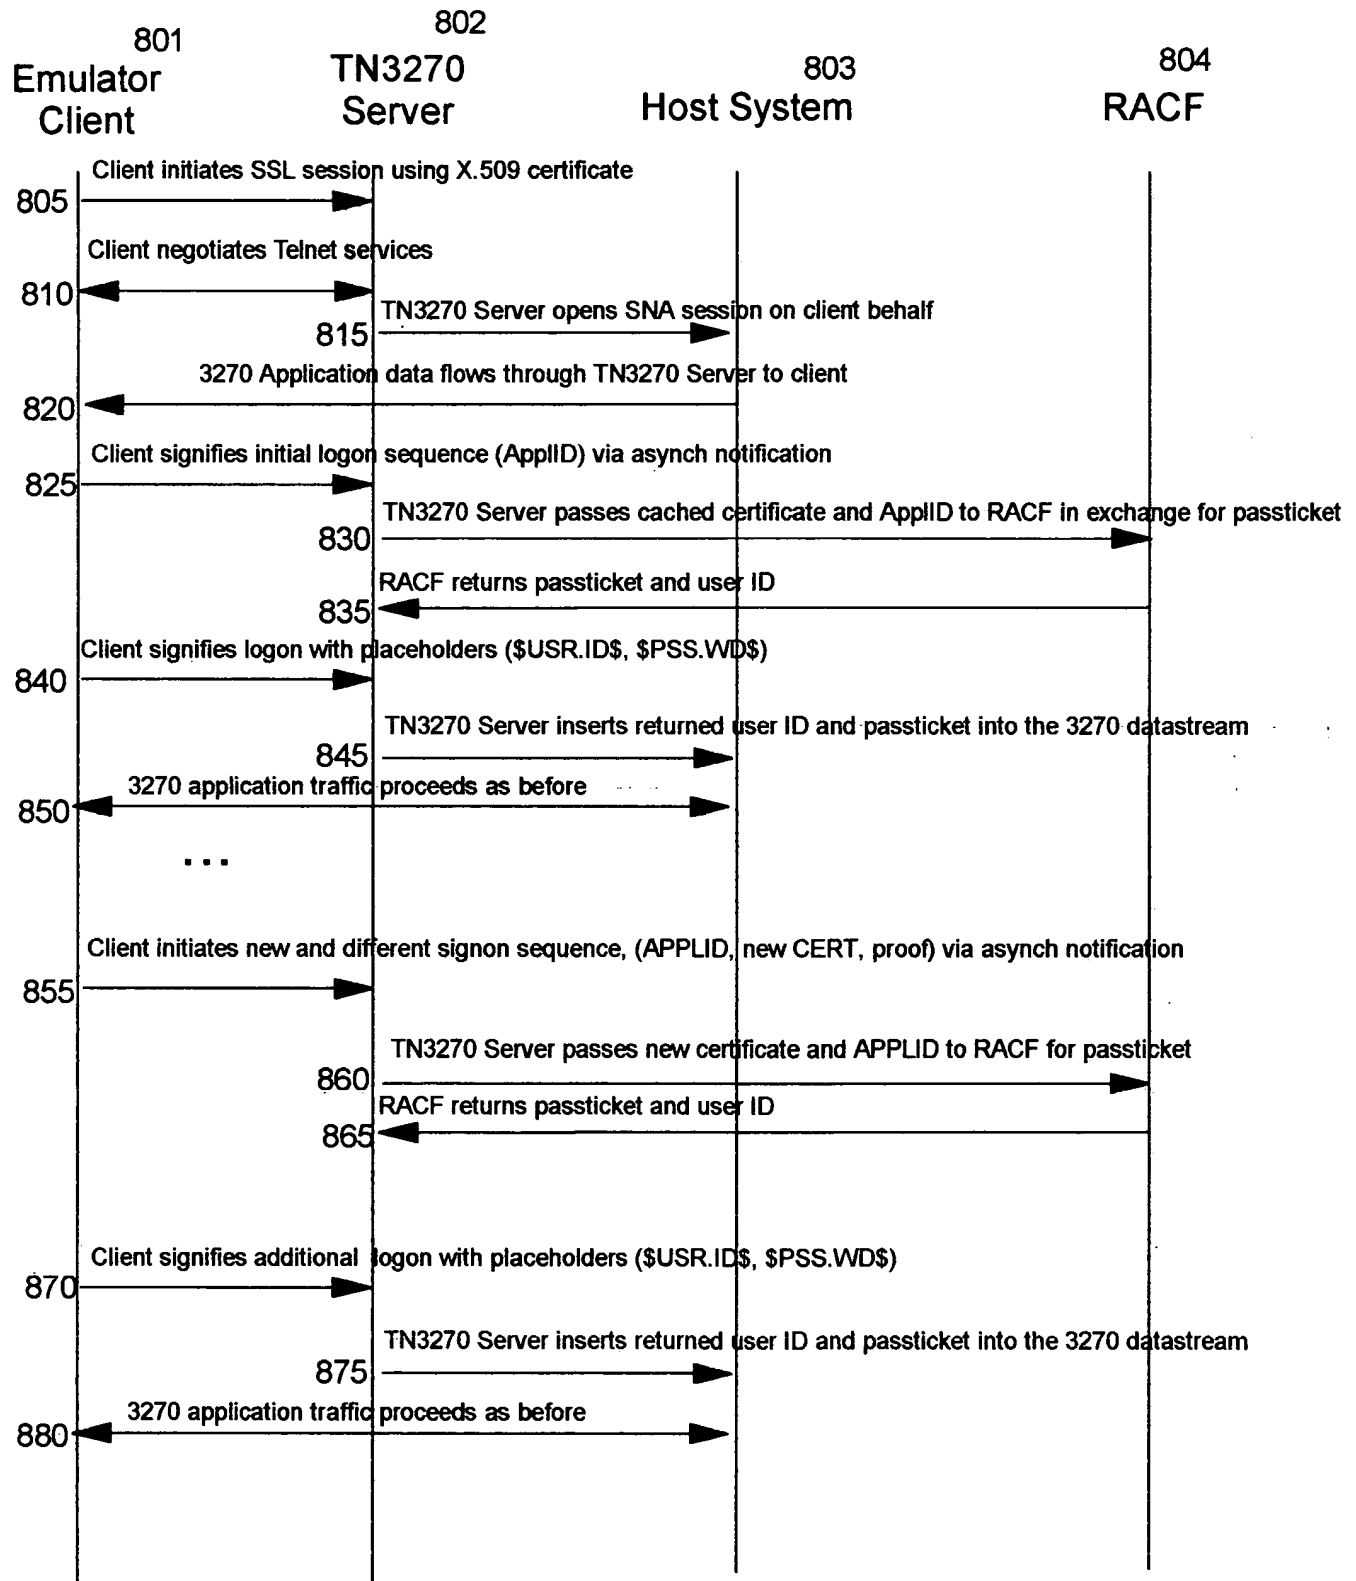 801
Emulator
Client
802
TN3270
Server
803
Host System
804
RACF
Client initiates SSL session using X.509 certificate
805
Client negotiates Telnet services
810
TN3270 Server opens SNA session on client behalf
815
3270 Application data flows through TN3270 Server to client
820
Client signifies initial logon sequence (ApplID) via asynch notification
825
TN3270 Server passes cached certificate and ApplID to RACF in exchange for passticket
830
RACF returns passticket and user ID
835
Client signifies logon with placeholders ($USR.ID$, $PSS.WD$)
840
TN3270 Server inserts returned user ID and passticket into the 3270 datastream
845
3270 application traffic proceeds as before
850
...
Client initiates new and different signon sequence, (APPLID, new CERT, proof) via asynch notification
855
TN3270 Server passes new certificate and APPLID to RACF for passticket
860
RACF returns passticket and user ID
865
Client signifies additional logon with placeholders ($USR.ID$, $PSS.WD$)
870
TN3270 Server inserts returned user ID and passticket into the 3270 datastream
875
3270 application traffic proceeds as before
880